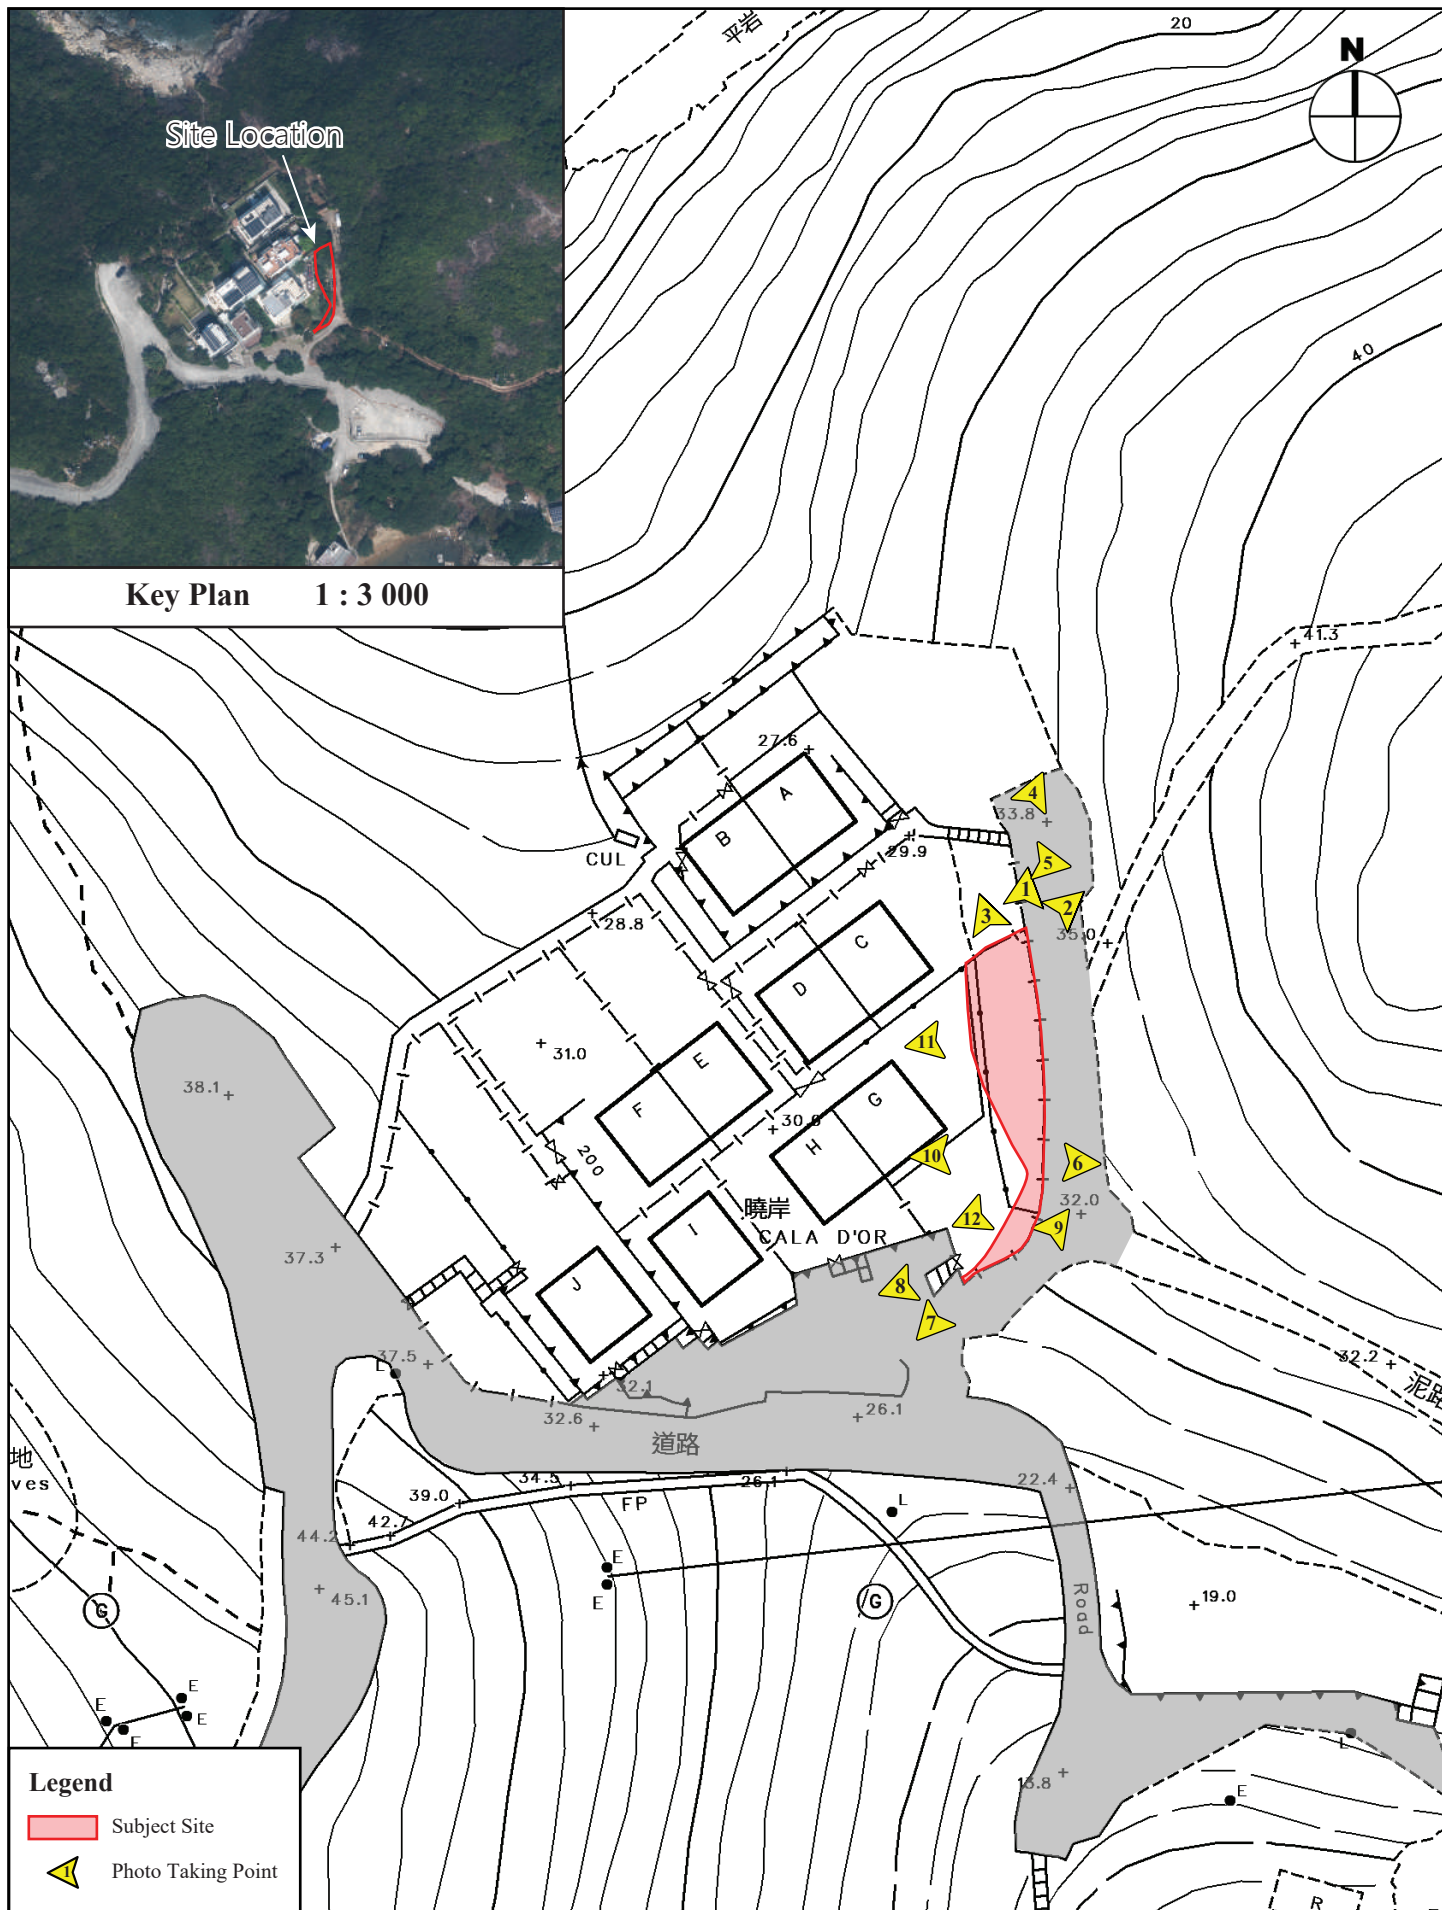 Site Location
Key Plan 1 : 3 000
平岩
20
N
40
41.3
27.6
A
B
CUL
29.9
33.8
4
5
1
2
3
35.0
28.8
C
D
31.0
E
F
11
G
H
30.8
10
6
38.1
200
曉岸
CALA D'OR
12
32.0
9
I
J
37.3
8
7
37.5
L
32.1
32.6
26.1
道路
32.2
泥路
地
ves
34.5
26.1
22.4
39.0
FP
L
42.7
44.2
45.1
E
E
G
G
Road
19.0
E
E
E
E
L
13.8
E
R
Legend
Subject Site
1 Photo Taking Point